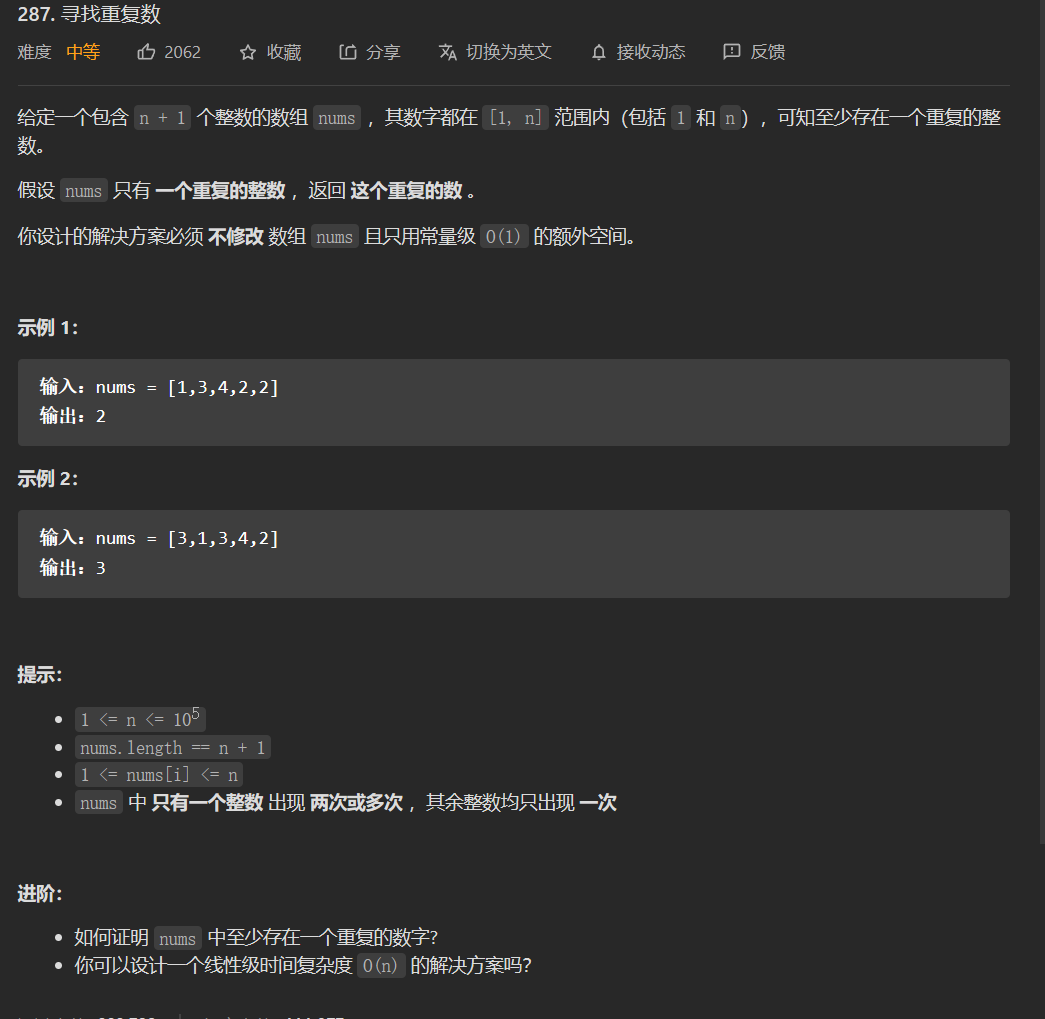 287. 寻找重复数
难度 中等 2062 收藏 分享 切换为英文 接收动态 反馈
给定一个包含 n + 1 个整数的数组 nums ，其数字都在 [1, n] 范围内（包括 1 和 n），可知至少存在一个重复的整
数。
假设 nums 只有 一个重复的整数 ，返回 这个重复的数 。
你设计的解决方案必须 不修改 数组 nums 且只用常量级 O(1) 的额外空间。
示例 1：
输入：nums = [1,3,4,2,2]
输出：2
示例 2：
输入：nums = [3,1,3,4,2]
输出：3
提示：
1 <= n <= 10⁵
nums.length == n + 1
1 <= nums[i] <= n
nums 中 只有一个整数 出现 两次或多次 ，其余整数均只出现 一次
进阶：
如何证明 nums 中至少存在一个重复的数字?
你可以设计一个线性级时间复杂度 O(n) 的解决方案吗？